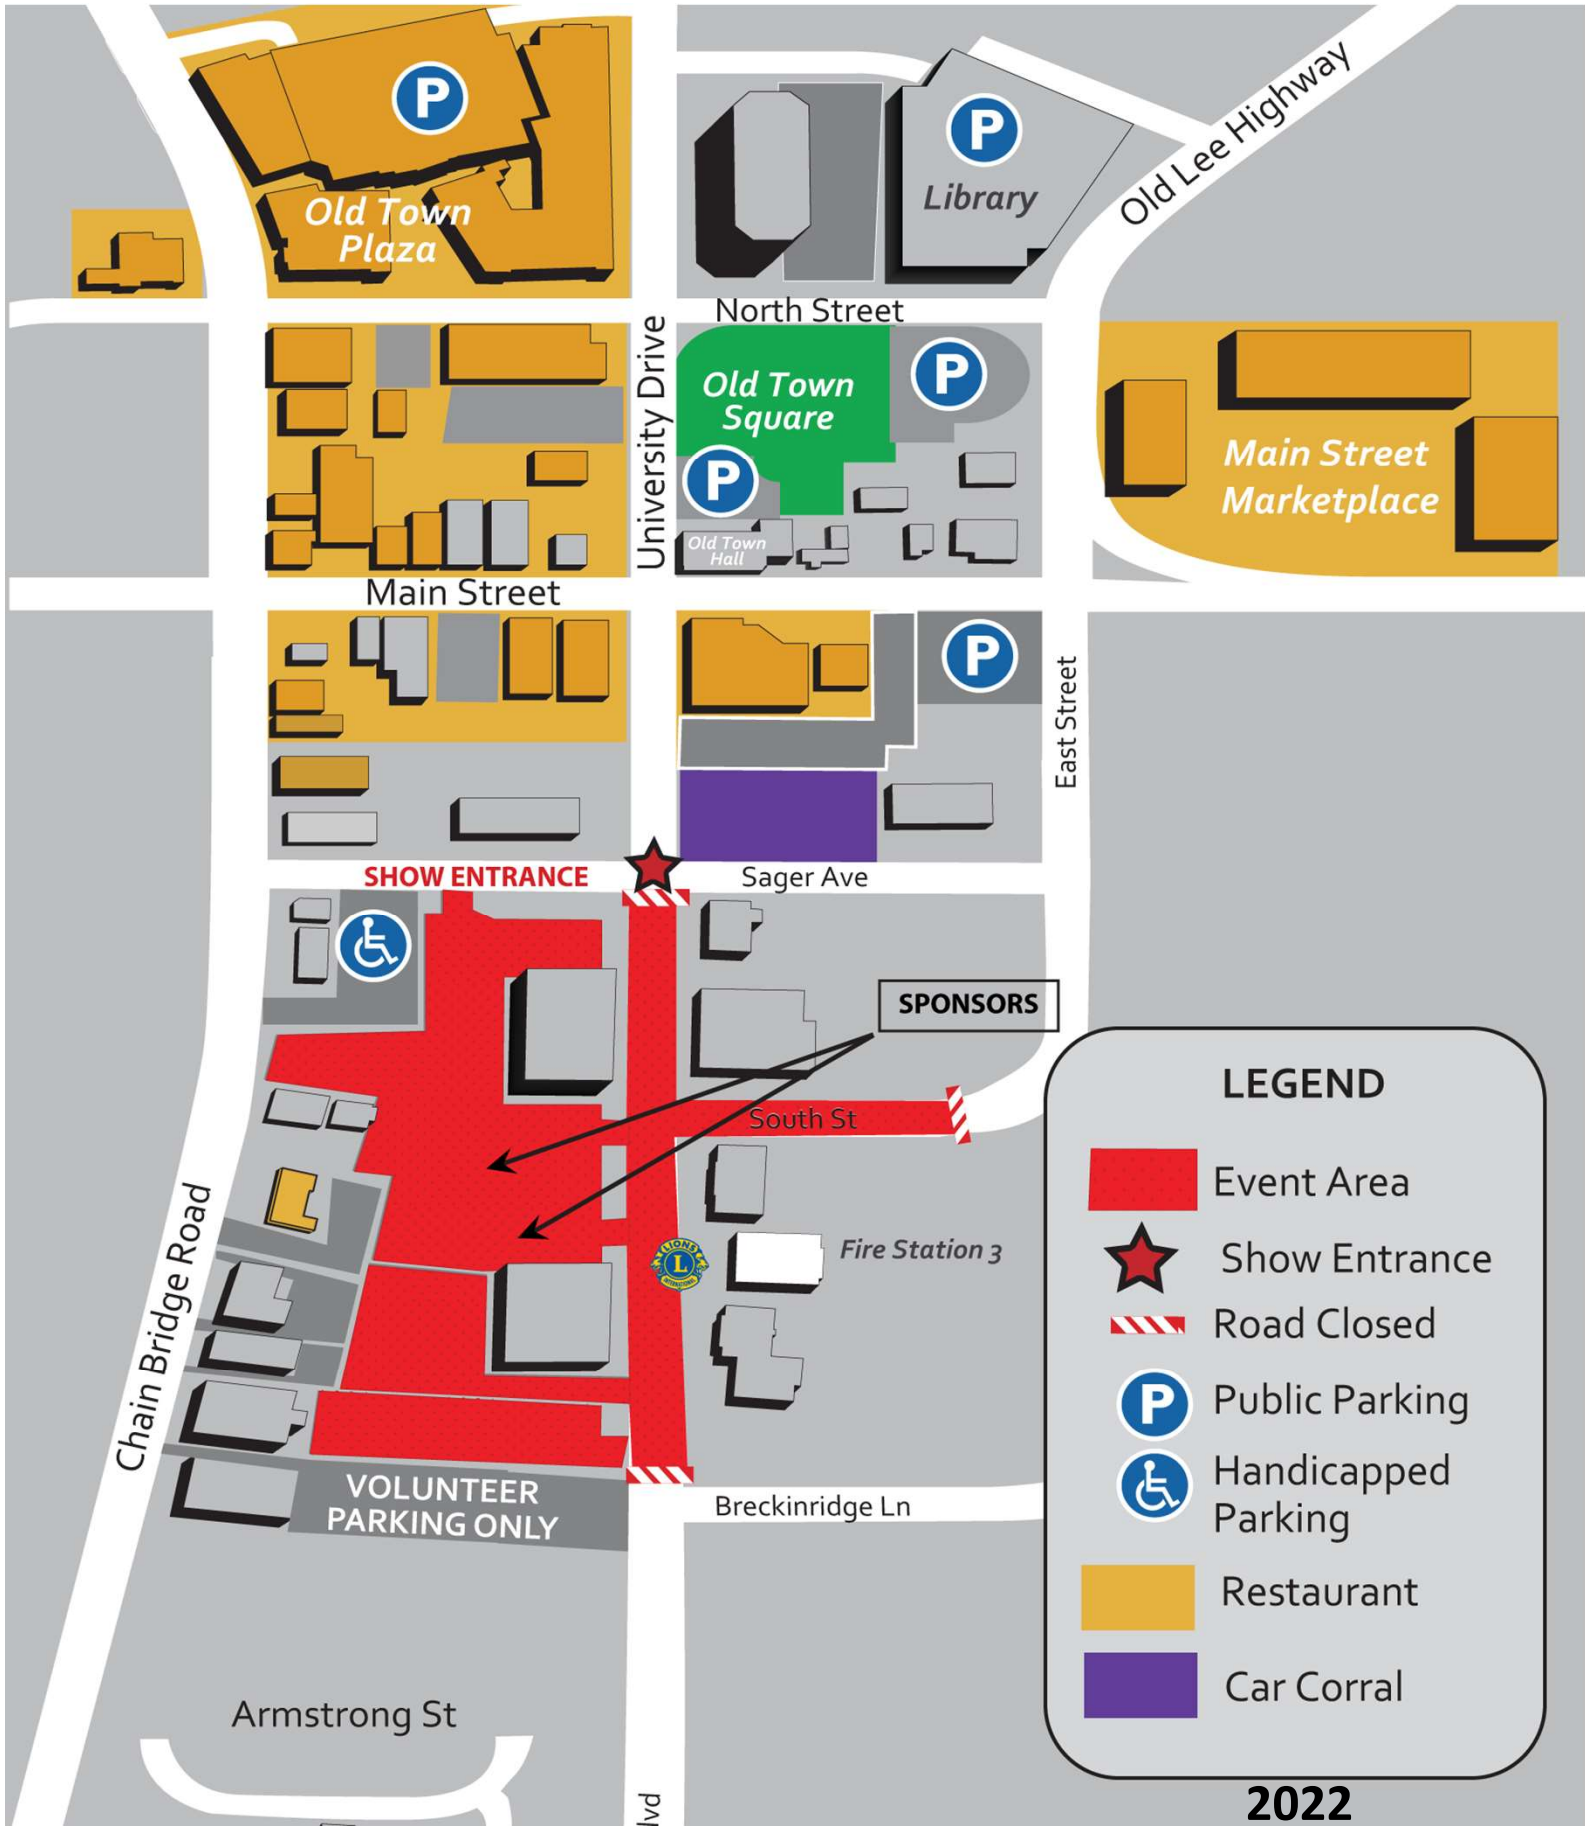 P
P
Library
Old Lee Highway
Old Town
Plaza
North Street
University Drive
Old Town
Square
P
P
Old Town
Hall
Main Street
Marketplace
Main Street
P
East Street
SHOW ENTRANCE
Sager Ave
SPONSORS
South St
LIONS
L
INTERNATIONAL
Fire Station 3
Chain Bridge Road
VOLUNTEER
PARKING ONLY
Breckinridge Ln
Armstrong St
lvd
LEGEND
Event Area
Show Entrance
Road Closed
P
Public Parking
Handicapped
Parking
Restaurant
Car Corral
2022